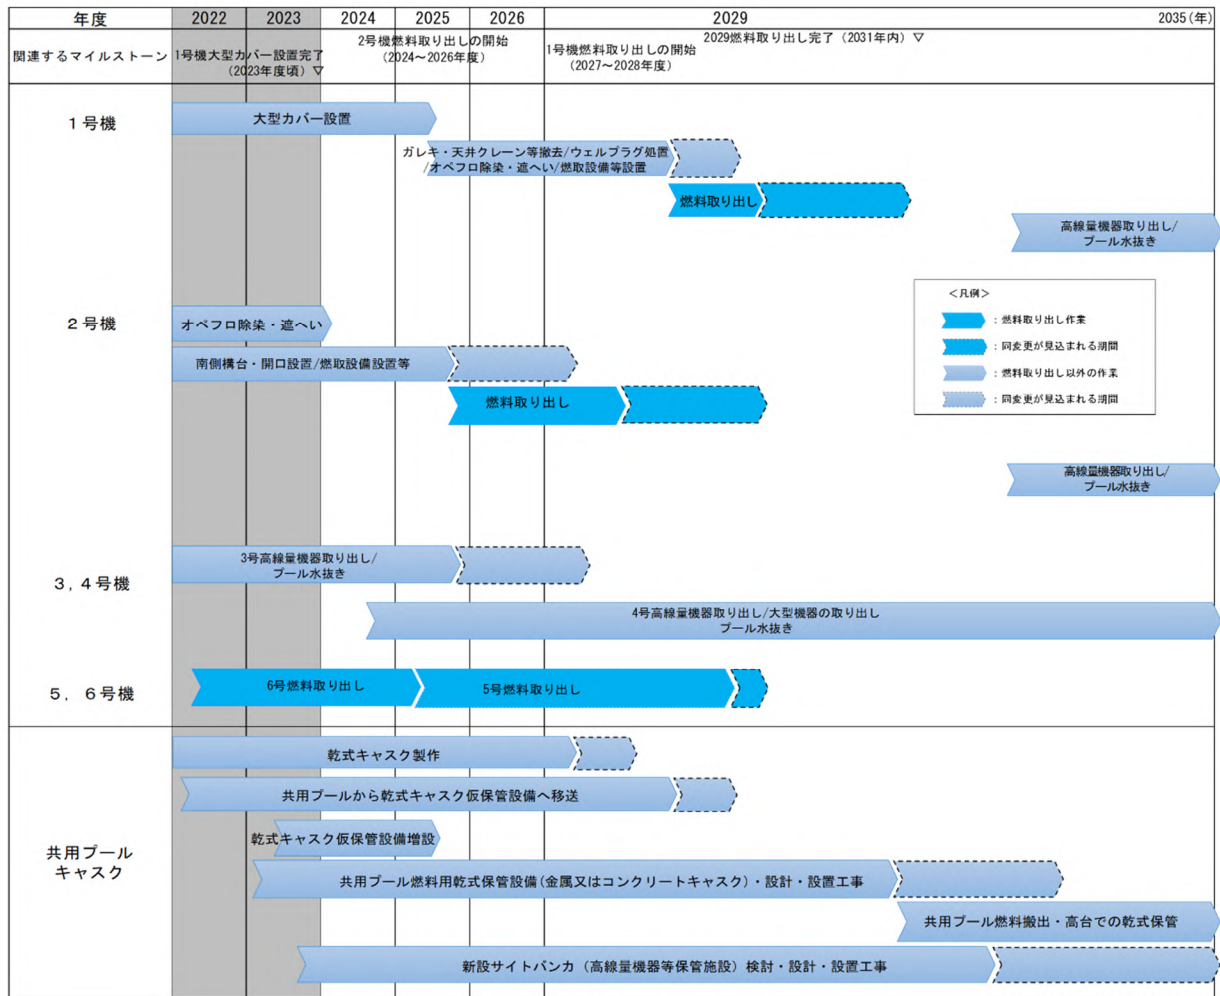 年度
2022
2023
2024
2025
2026
2029
2035(年)
関連するマイルストーン
1号機大型カバー設置完了
(2023年度頃) ▽
2号機燃料取り出しの開始
(2024～2026年度)
1号機燃料取り出しの開始
(2027～2028年度)
2029燃料取り出し完了 (2031年内) ▽
1号機
大型カバー設置
ガレキ・天井クレーン等撤去/ウェルプラグ処置
/オペフロ除染・遮へい/燃取設備等設置
燃料取り出し
高線量機器取り出し/
プール水抜き
2号機
オペフロ除染・遮へい
南側構台・開口設置/燃取設備設置等
燃料取り出し
高線量機器取り出し/
プール水抜き
<凡例>
：燃料取り出し作業
：同変更が見込まれる期間
：燃料取り出し以外の作業
：同変更が見込まれる期間
3,4号機
3号高線量機器取り出し/
プール水抜き
4号高線量機器取り出し/大型機器の取り出し
プール水抜き
5，6号機
6号燃料取り出し
5号燃料取り出し
共用プール
キャスク
乾式キャスク製作
共用プールから乾式キャスク仮保管設備へ移送
乾式キャスク仮保管設備増設
共用プール燃料用乾式保管設備(金属又はコンクリートキャスク)・設計・設置工事
共用プール燃料搬出・高台での乾式保管
新設サイトバンカ（高線量機器等保管施設）検討・設計・設置工事